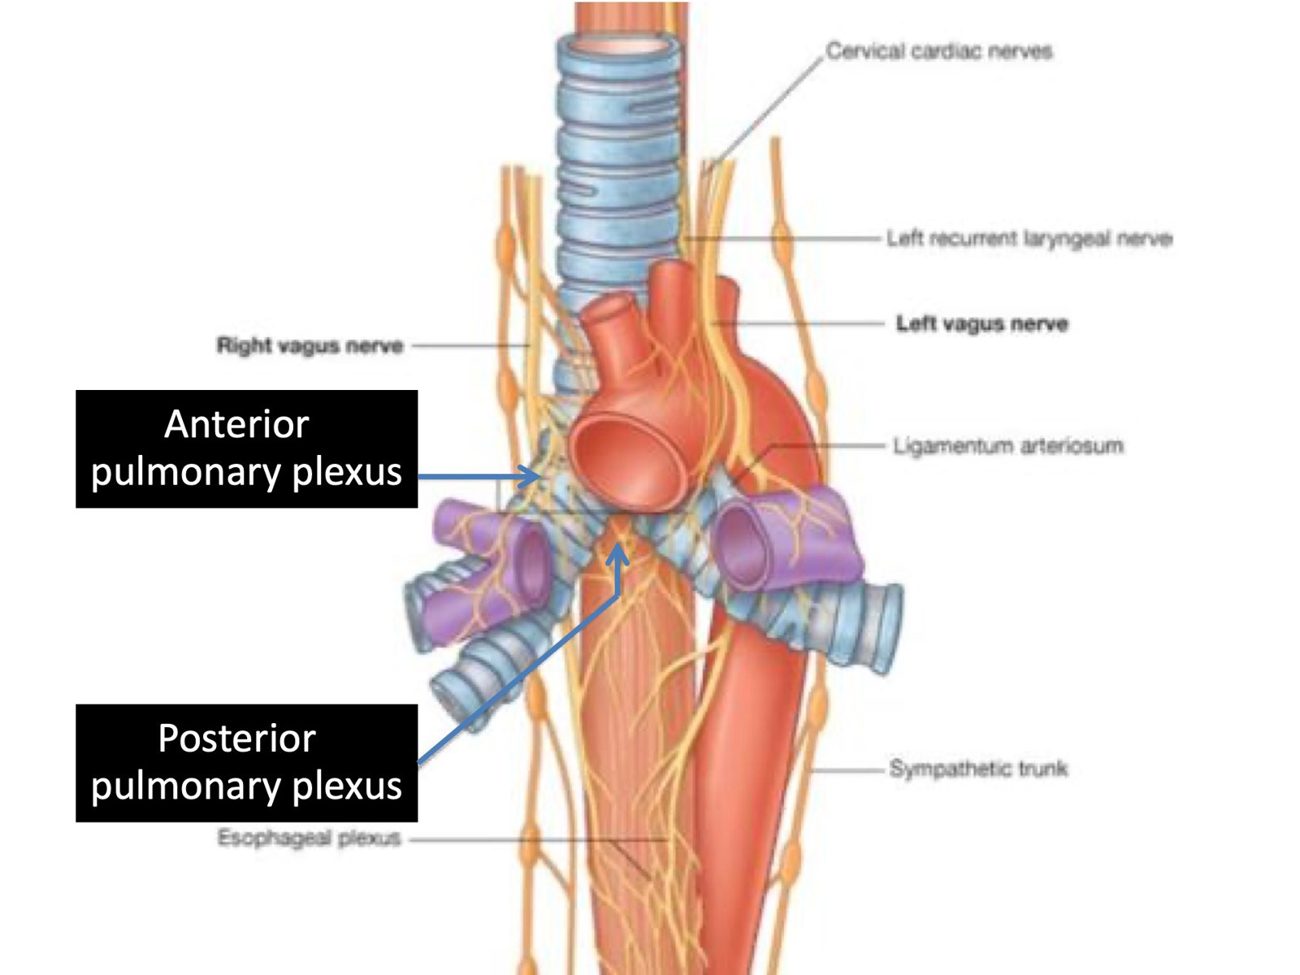 Cervical cardiac nerves
Left recurrent laryngeal nerve
Left vagus nerve
Right vagus nerve
Anterior
pulmonary plexus
Ligamentum arteriosum
Posterior
pulmonary plexus
Sympathetic trunk
Esophageal plexus